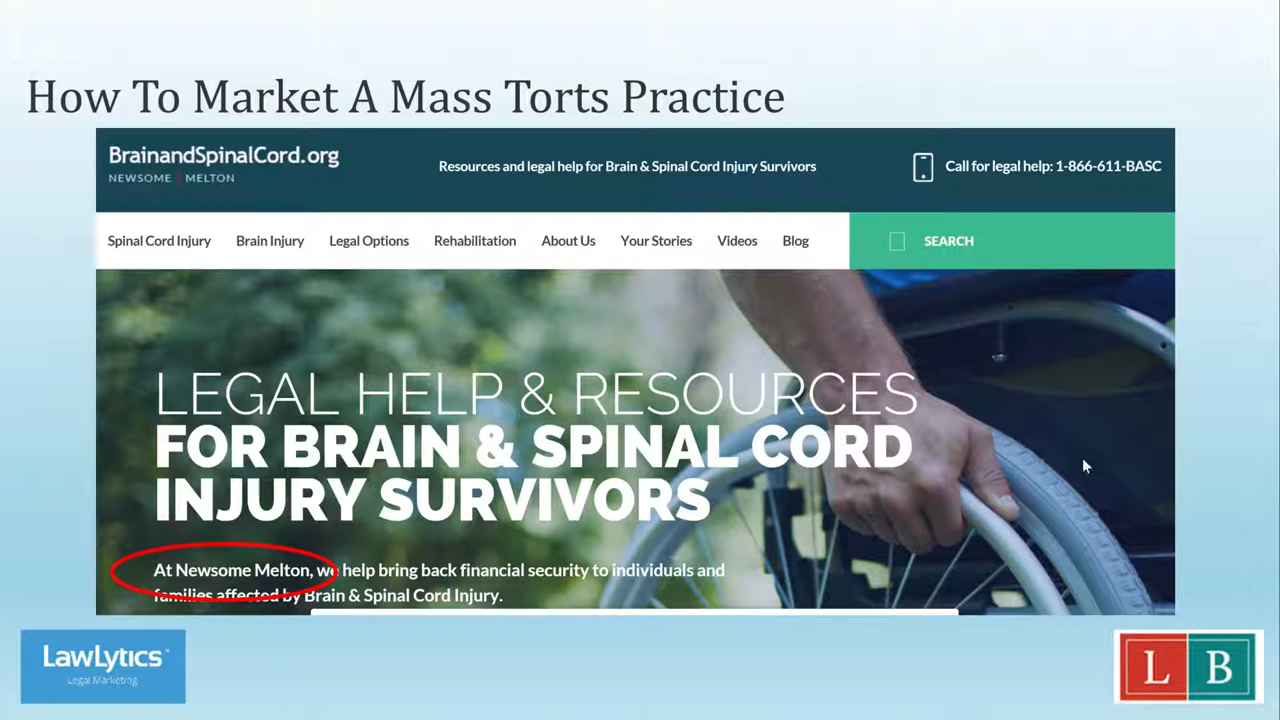 How To Market A Mass Torts Practice
BrainandSpinalCord.org
NEWSOME | MELTON
Resources and legal help for Brain & Spinal Cord Injury Survivors
Call for legal help: 1-866-611-BASC
Spinal Cord Injury Brain Injury Legal Options Rehabilitation About Us Your Stories Videos Blog SEARCH
LEGAL HELP & RESOURCES
FOR BRAIN & SPINAL CORD
INJURY SURVIVORS
At Newsome Melton, we help bring back financial security to individuals and
families affected by Brain & Spinal Cord Injury.
LawLytics
Legal Marketing
L B